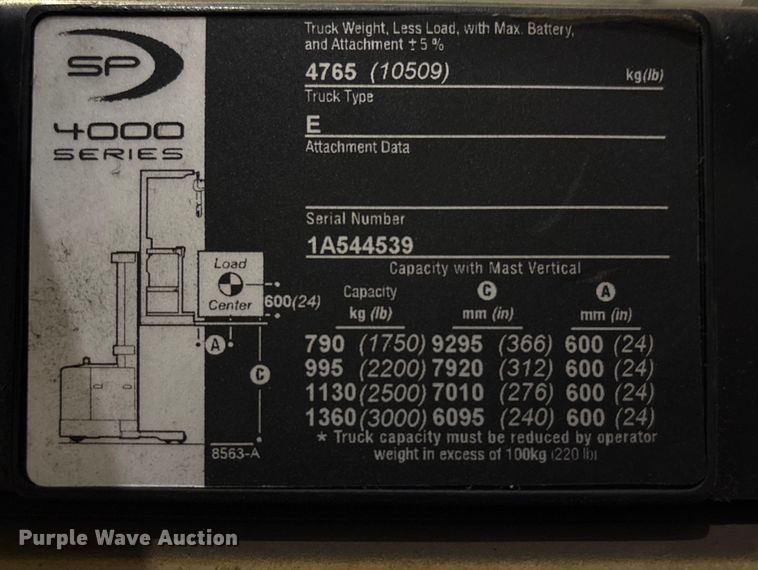 SP
4000
SERIES
Truck Weight, Less Load, with Max. Battery,
and Attachment ± 5 %
4765 (10509) kg(lb)
Truck Type
E
Attachment Data
Serial Number
1A544539
Capacity with Mast Vertical
Capacity C A
kg (lb) mm (in) mm (in)
790 (1750) 9295 (366) 600 (24)
995 (2200) 7920 (312) 600 (24)
1130 (2500) 7010 (276) 600 (24)
1360 (3000) 6095 (240) 600 (24)
* Truck capacity must be reduced by operator
weight in excess of 100kg (220 lb)
Load
Center
600(24)
A
C
8563-A
Purple Wave Auction